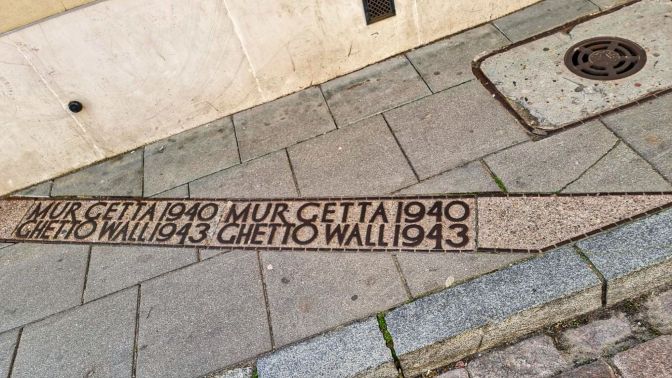 MUR GETTA 1940 MUR GETTA 1940
GHETTO WALL 1943 GHETTO WALL 1943